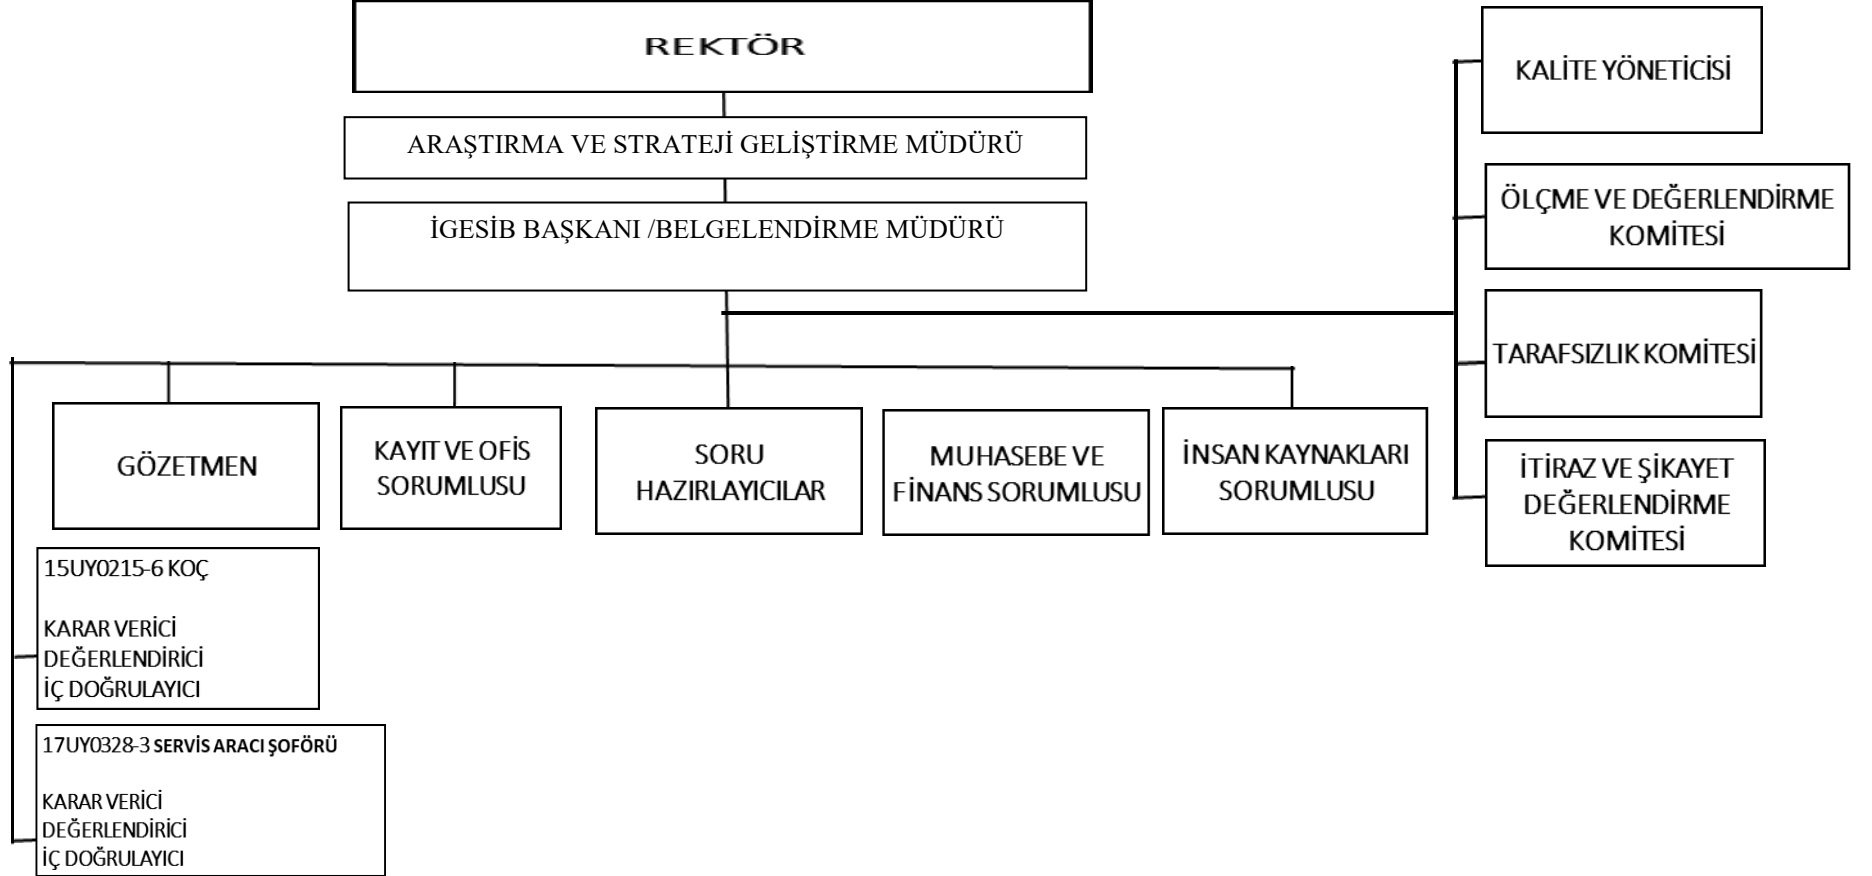 REKTÖR
ARAŞTIRMA VE STRATEJİ GELİŞTİRME MÜDÜRÜ
İGESİB BAŞKANI /BELGELENDİRME MÜDÜRÜ
KALİTE YÖNETİCİSİ
ÖLÇME VE DEĞERLENDİRME
KOMİTESİ
TARAFSIZLIK KOMİTESİ
İTİRAZ VE ŞİKAYET
DEĞERLENDİRME
KOMİTESİ
GÖZETMEN
KAYIT VE OFİS
SORUMLUSU
SORU
HAZIRLAYICILAR
MUHASEBE VE
FİNANS SORUMLUSU
İNSAN KAYNAKLARI
SORUMLUSU
15UY0215-6 KOÇ
KARAR VERİCİ
DEĞERLENDİRİCİ
İÇ DOĞRULAYICI
17UY0328-3 SERVİS ARACI ŞOFÖRÜ
KARAR VERİCİ
DEĞERLENDİRİCİ
İÇ DOĞRULAYICI